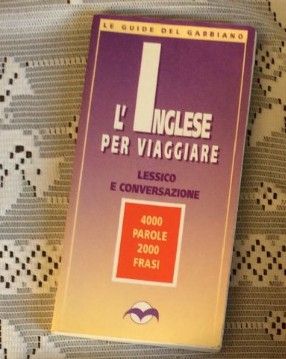 LE GUIDE DEL GABBIANO
L'INGLESE
PER VIAGGIARE
LESSICO
E CONVERSAZIONE
4000
PAROLE
2000
FRASI